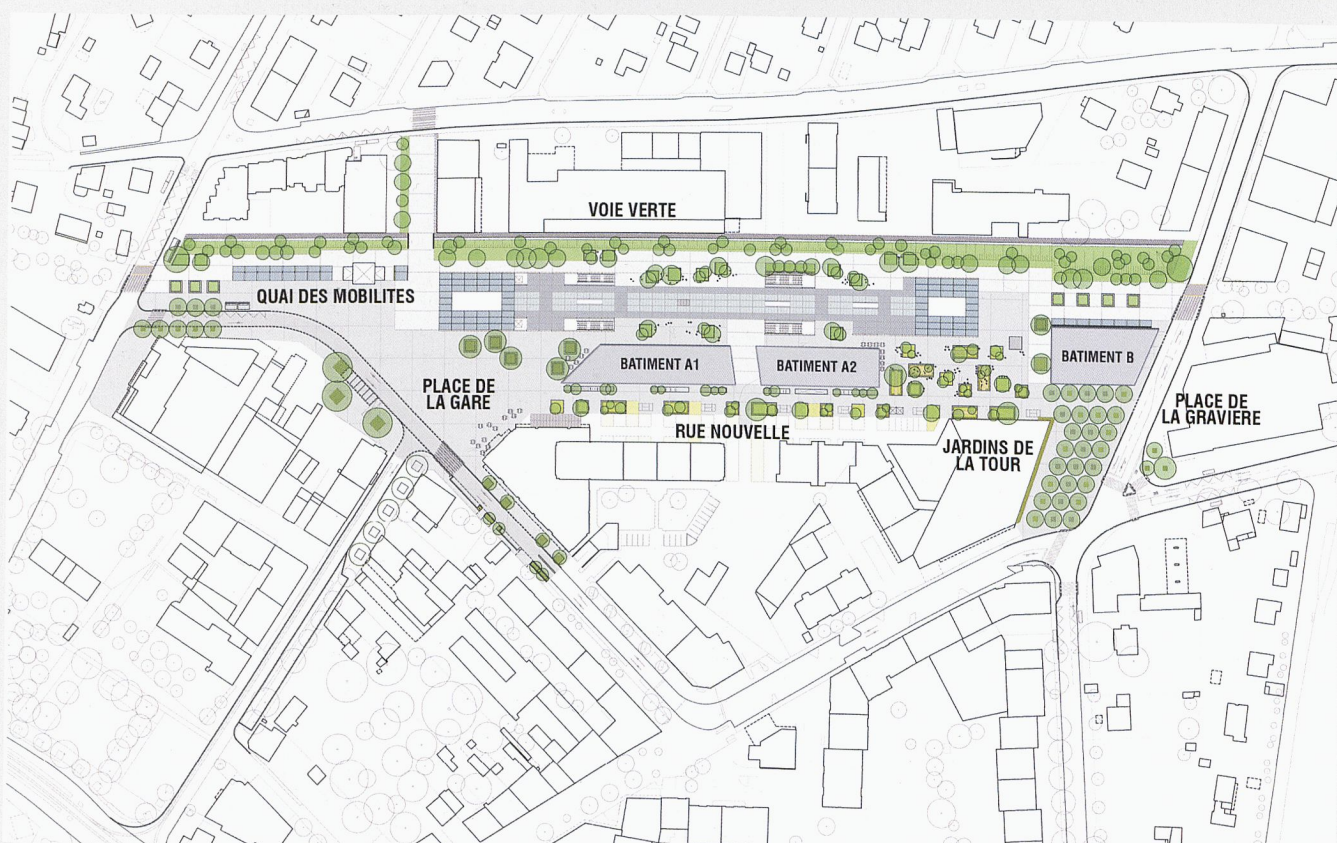 VOIE VERTE
QUAI DES MOBILITES
BATIMENT A1
BATIMENT A2
BATIMENT B
PLACE DE
LA GARE
PLACE DE
LA GRAVIERE
RUE NOUVELLE
JARDINS DE
LA TOUR